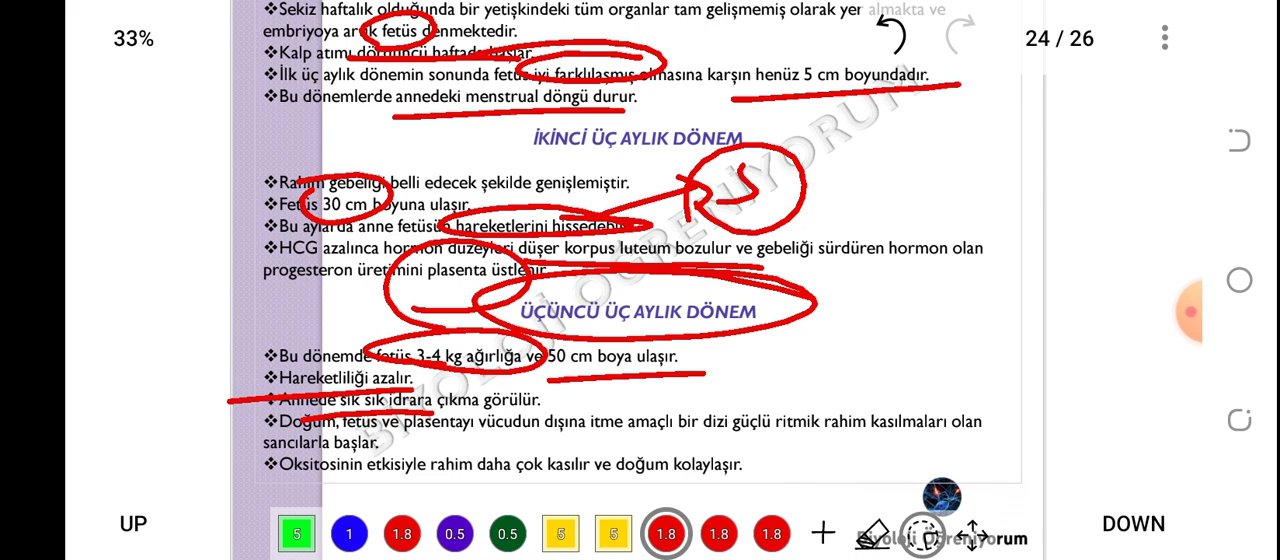 ❖Sekiz haftalık olduğunda bir yetişkindeki tüm organlar tam gelişmemiş olarak yer almakta ve
33%
24 / 26
embriyoya artık fetüs denmektedir.
❖Kalp atımı dördüncü haftada başlar.
❖İlk üç aylık dönemin sonunda fetüs iyi farklılaşmış olmasına karşın henüz 5 cm boyundadır.
❖Bu dönemlerde annedeki menstrual döngü durur.
İKİNCİ ÜÇ AYLIK DÖNEM
❖Rahim gebeliği belli edecek şekilde genişlemiştir.
❖Fetüs 30 cm boyuna ulaşır.
❖Bu aylarda anne fetüsün hareketlerini hissedebilir.
❖HCG azalınca hormon düzeyleri düşer korpus luteum bozulur ve gebeliği sürdüren hormon olan
progesteron üretimini plasenta üstlenir.
ÜÇÜNCÜ ÜÇ AYLIK DÖNEM
❖Bu dönemde fetüs 3-4 kg ağırlığa ve 50 cm boya ulaşır.
❖Hareketliliği azalır.
❖Annede sık sık idrara çıkma görülür.
❖Doğum, fetüs ve plasentayı vücudun dışına itme amaçlı bir dizi güçlü ritmik rahim kasılmaları olan
sancılarla başlar.
❖Oksitosinin etkisiyle rahim daha çok kasılır ve doğum kolaylaşır.
BİYOLOJİ ÖĞRENİYORUM
UP
5 1 1.8 0.5 0.5 5 5 1.8 1.8 1.8
DOWN
Biyoloji Öğreniyorum